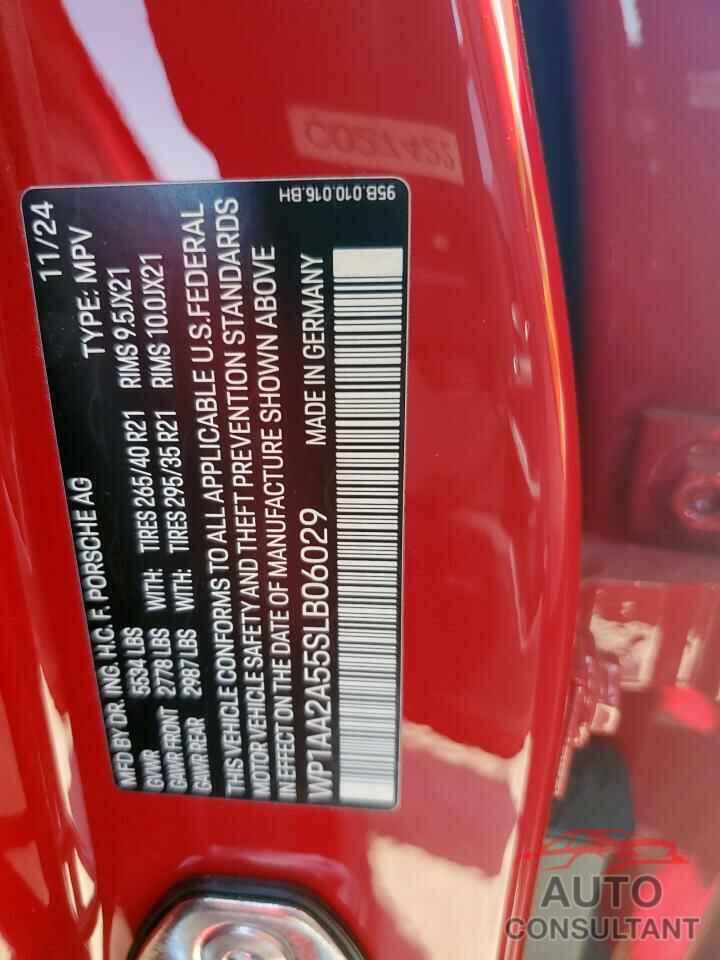 MFD BY DR. ING. H.C. F. PORSCHE AG 11/24
GVWR 5534 LBS TYPE: MPV
GAWR FRONT 2778 LBS WITH: TIRES 265/40 R21 RIMS 9.5JX21
GAWR REAR 2987 LBS WITH: TIRES 295/35 R21 RIMS 10.0JX21
THIS VEHICLE CONFORMS TO ALL APPLICABLE U.S.FEDERAL
MOTOR VEHICLE SAFETY AND THEFT PREVENTION STANDARDS
IN EFFECT ON THE DATE OF MANUFACTURE SHOWN ABOVE
WP1AA2A55SLB06029 MADE IN GERMANY
95B.010.016.BH
AUTO
CONSULTANT